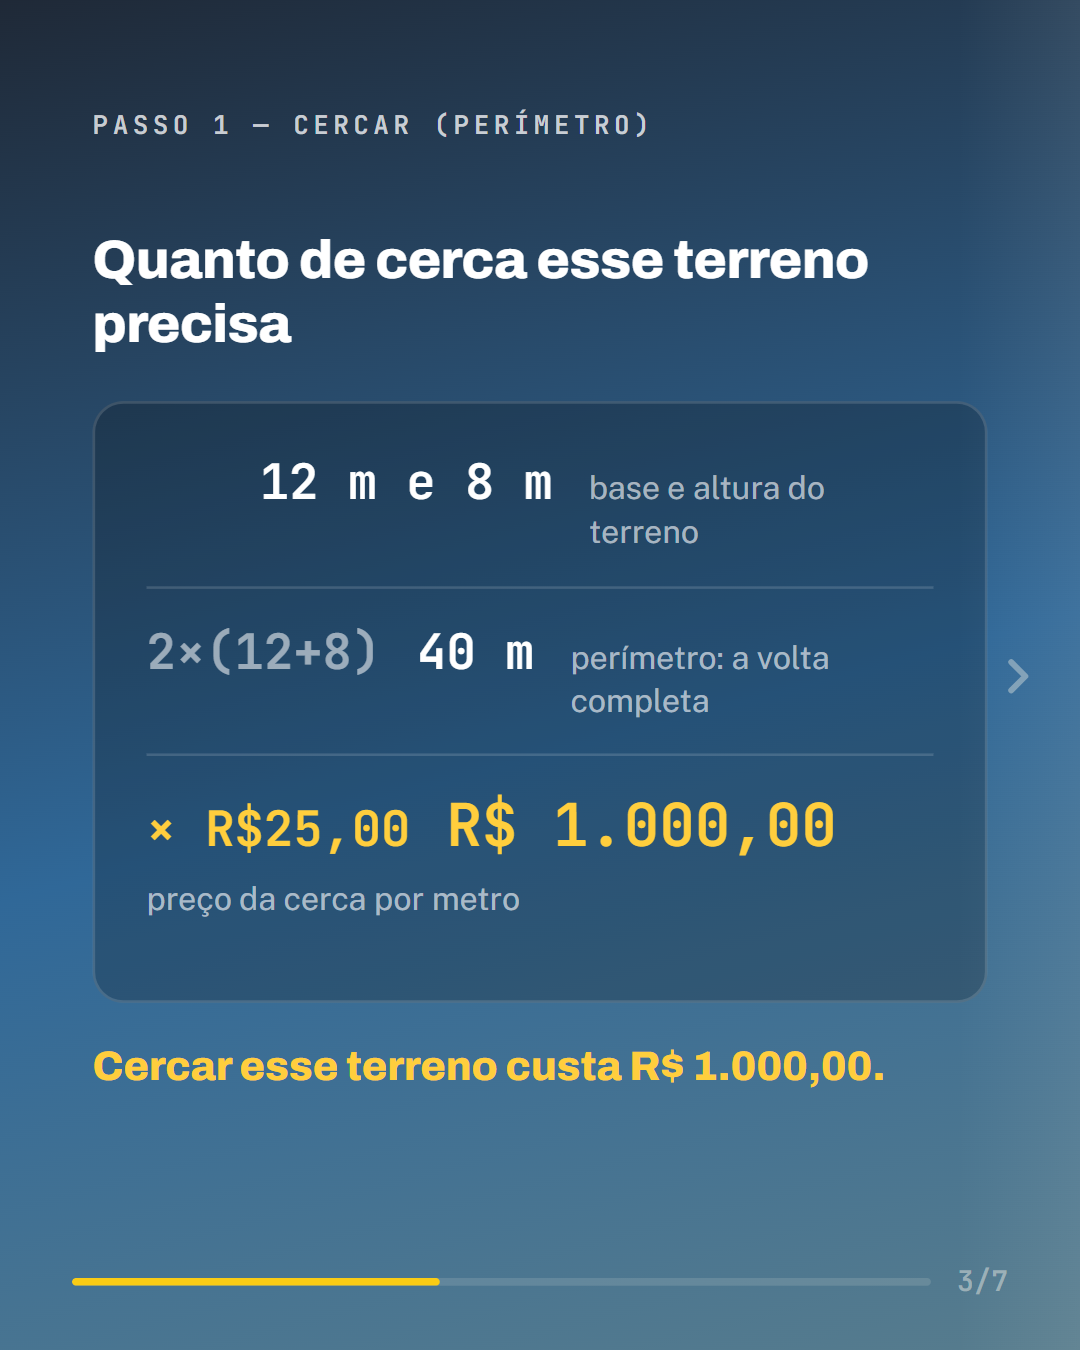 PASSO 1 — CERCAR (PERÍMETRO)
Quanto de cerca esse terreno
precisa
12 m e 8 m base e altura do
terreno
2×(12+8) 40 m perímetro: a volta
completa
× R$25,00 R$ 1.000,00
preço da cerca por metro
Cercar esse terreno custa R$ 1.000,00.
3/7